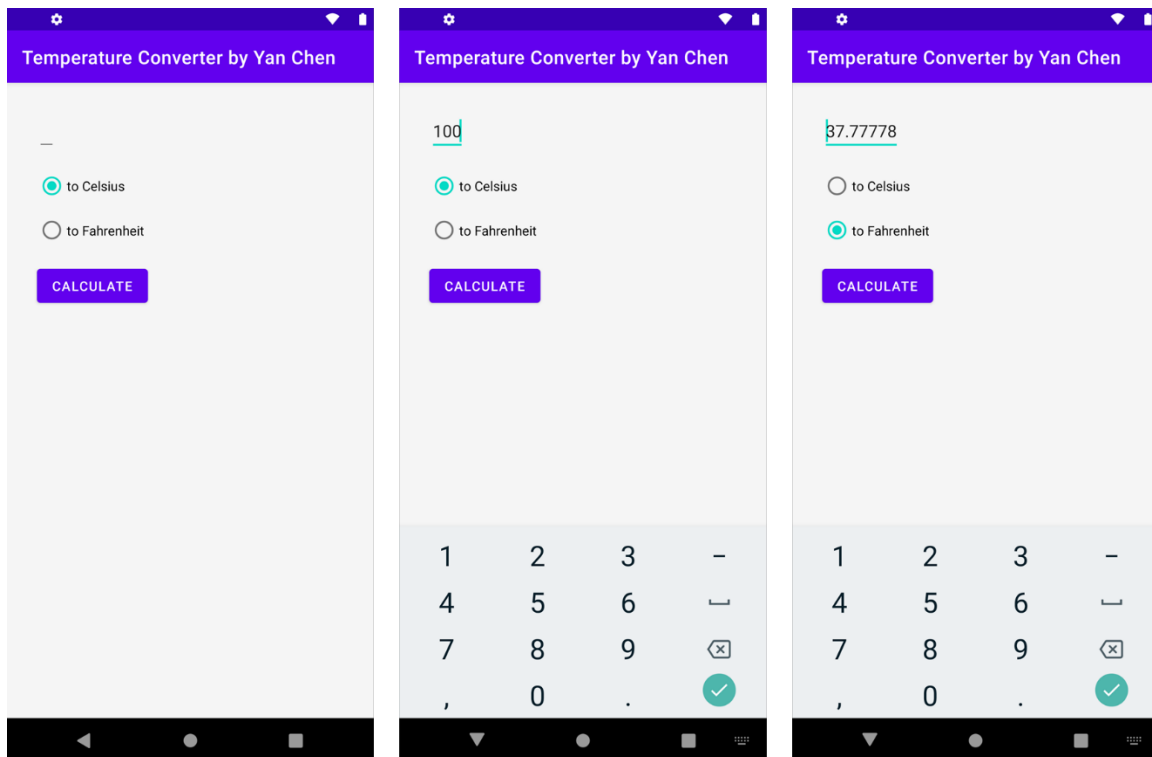 Temperature Converter by Yan Chen
to Celsius
to Fahrenheit
CALCULATE
Temperature Converter by Yan Chen
100
to Celsius
to Fahrenheit
CALCULATE
1 2 3 -
4 5 6
7 8 9
, 0 .
Temperature Converter by Yan Chen
37.77778
to Celsius
to Fahrenheit
CALCULATE
1 2 3 -
4 5 6
7 8 9
, 0 .